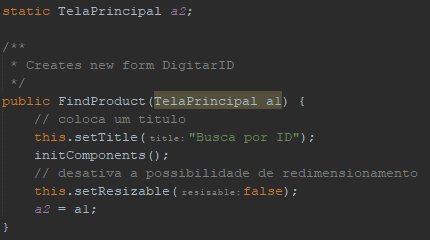 static TelaPrincipal a2;
/**
 * Creates new form DigitarID
 */
public FindProduct(TelaPrincipal a1) {
    // coloca um titulo
    this.setTitle( title: "Busca por ID");
    initComponents();
    // desativa a possibilidade de redimensionamento
    this.setResizable( resizable: false);
    a2 = a1;
}